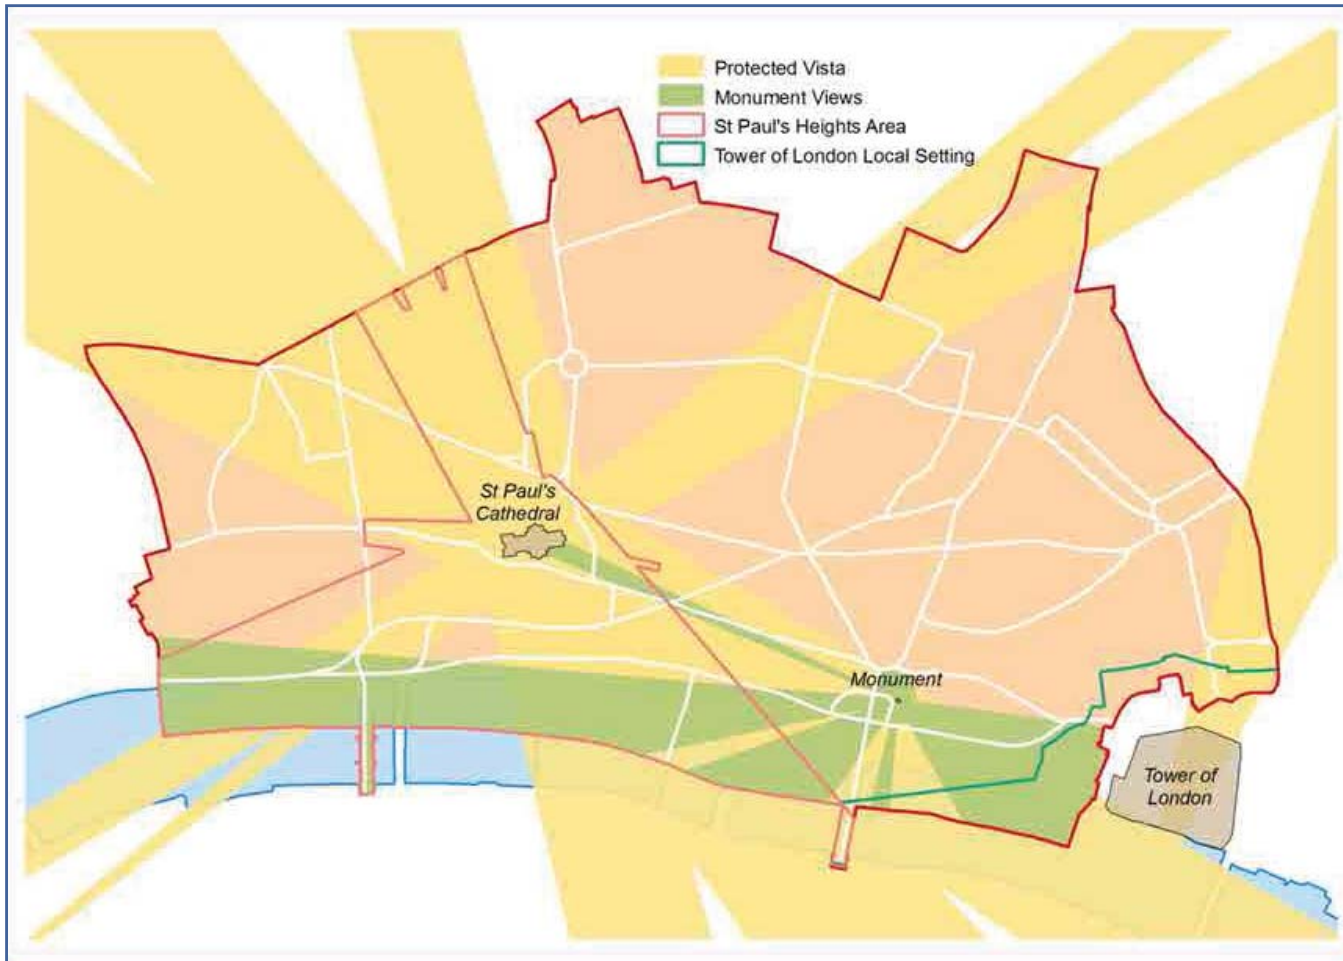 Protected Vista
Monument Views
St Paul's Heights Area
Tower of London Local Setting
St Paul's
Cathedral
Monument
Tower of
London